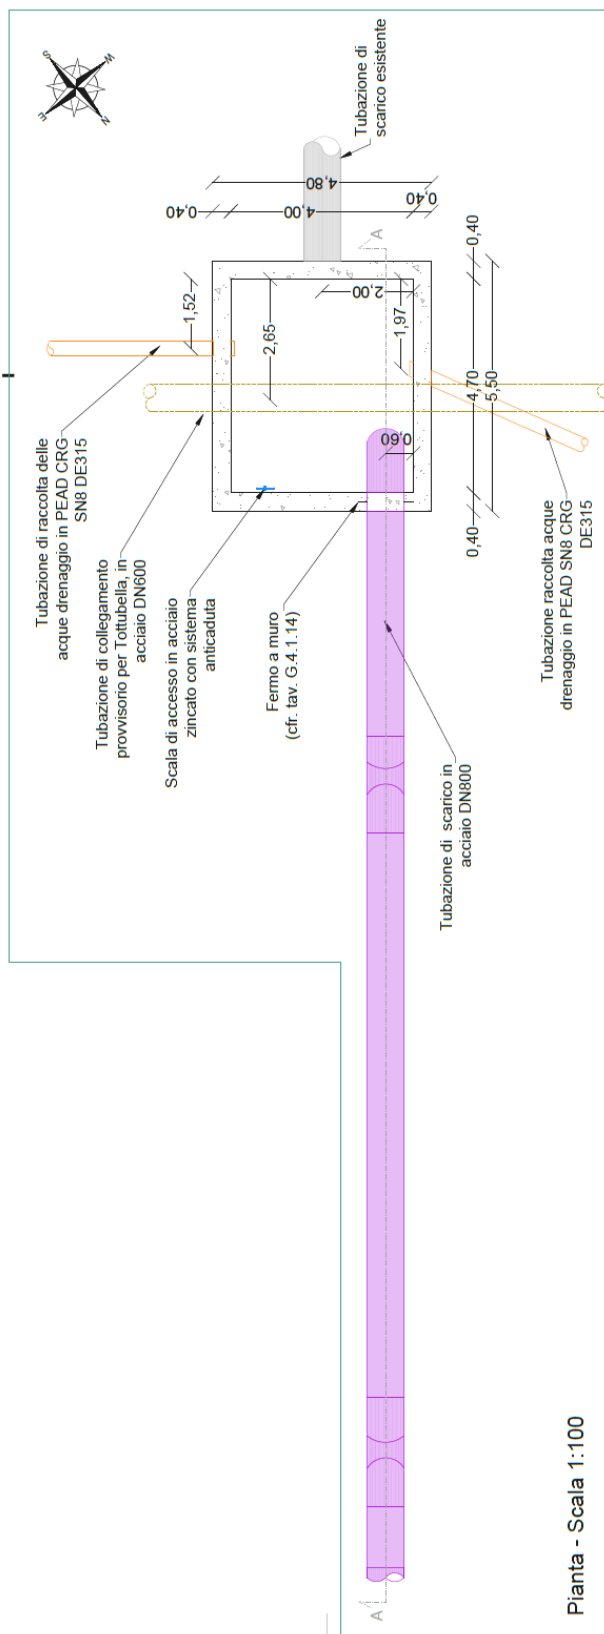 S
W
E
N
Tubazione di
scarico esistente
0,40
4,80
4,00
0,40
A
1,52
2,65
2,00
1,97
0,60
0,40
4,70
5,50
0,40
Tubazione di raccolta delle
acque drenaggio in PEAD CRG
SN8 DE315
Tubazione di collegamento
provvisorio per Tottubella, in
acciaio DN600
Scala di accesso in acciaio
zincato con sistema
anticaduta
Fermo a muro
(cfr. tav. G.4.1.14)
Tubazione raccolta acque
drenaggio in PEAD SN8 CRG
DE315
Tubazione di scarico in
acciaio DN800
A
Pianta - Scala 1:100